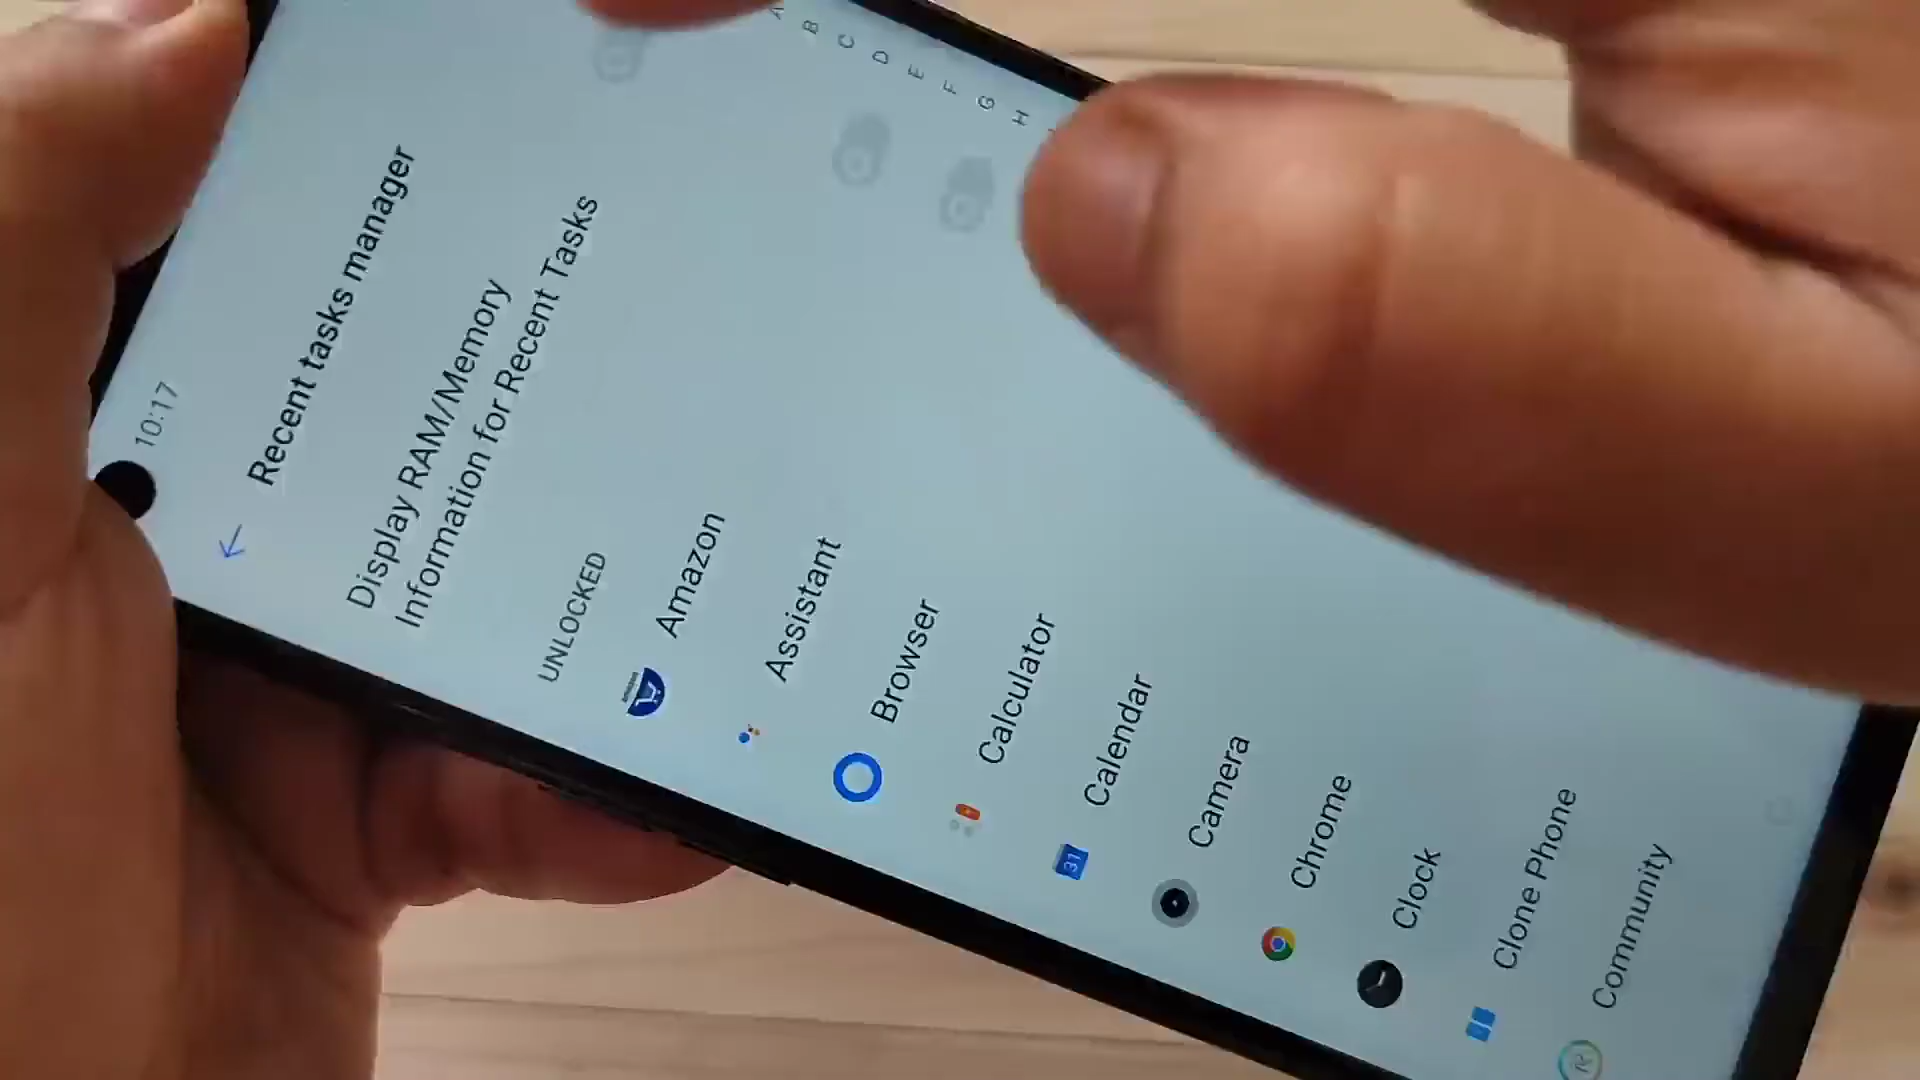 10:17
Recent tasks manager
Display RAM/Memory
Information for Recent Tasks
UNLOCKED
Amazon
Assistant
Browser
Calculator
31
Calendar
Camera
Chrome
Clock
Clone Phone
R
Community
A
B
C
D
E
F
G
H